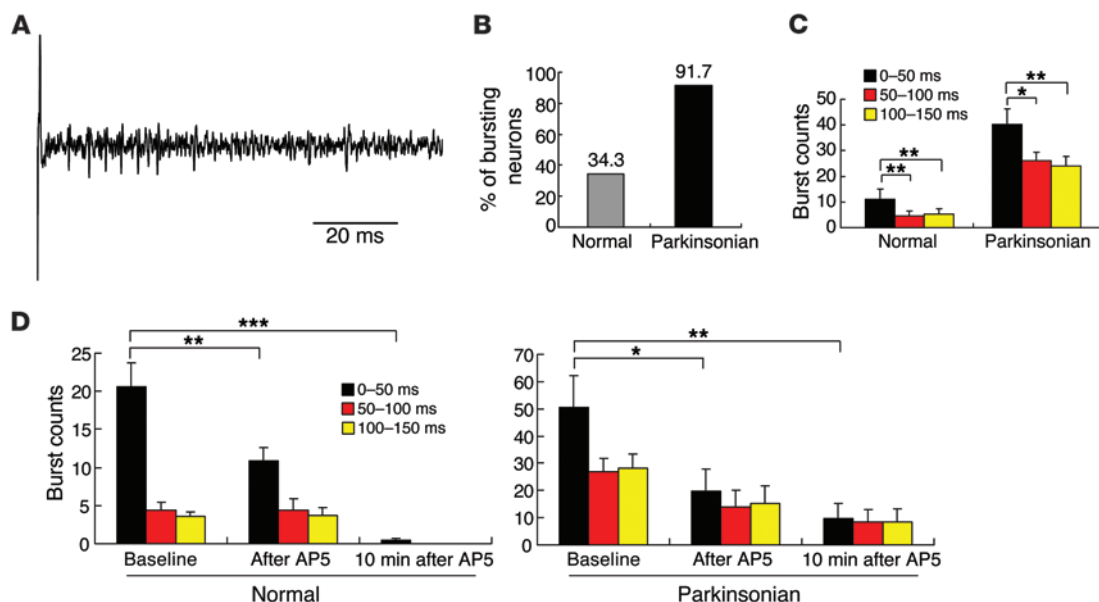 A
20 ms
B
% of bursting neurons
100
80
60
40
20
0
34.3
91.7
Normal
Parkinsonian
C
0–50 ms
50–100 ms
100–150 ms
Burst counts
50
40
30
20
10
0
**
**
**
*
Normal
Parkinsonian
D
Burst counts
25
20
15
10
5
0
***
**
0–50 ms
50–100 ms
100–150 ms
Baseline
After AP5
10 min after AP5
Normal
70
60
50
40
30
20
10
0
**
*
Baseline
After AP5
10 min after AP5
Parkinsonian